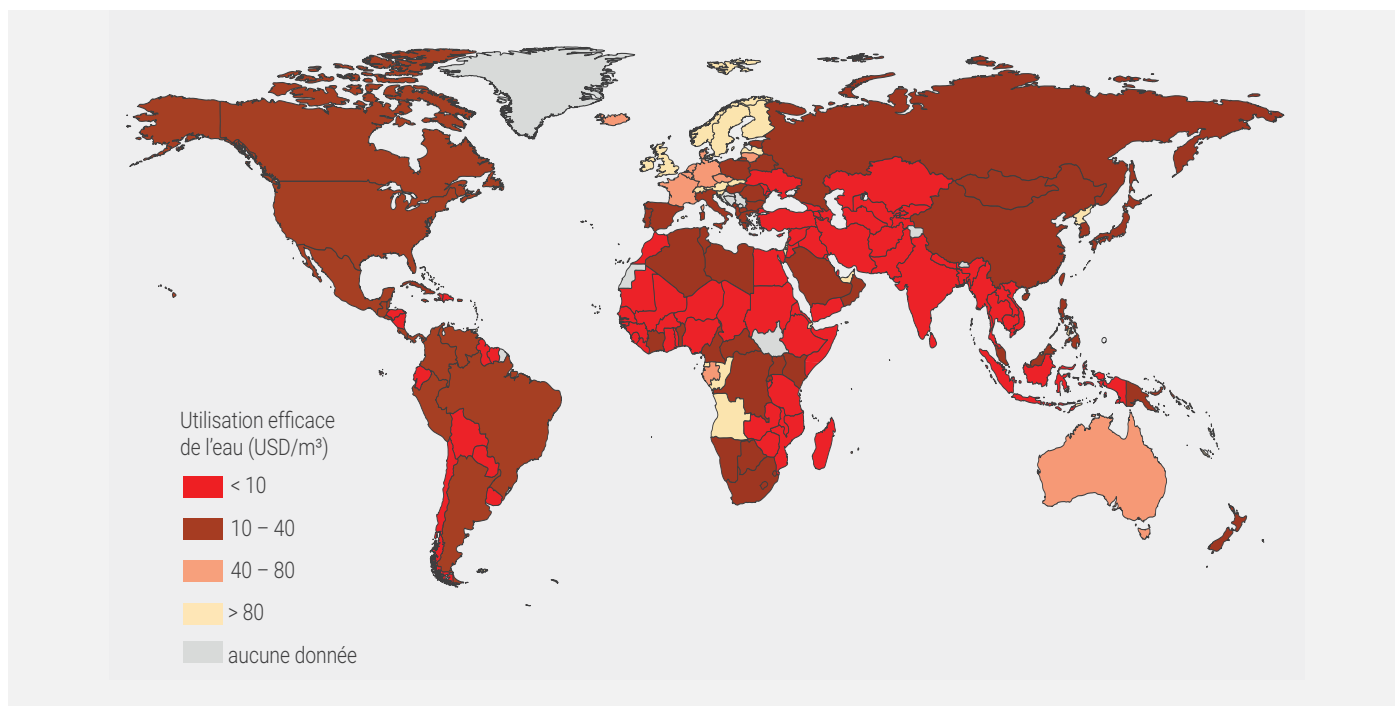 Utilisation efficace
de l’eau (USD/m³)
< 10
10 – 40
40 – 80
> 80
aucune donnée